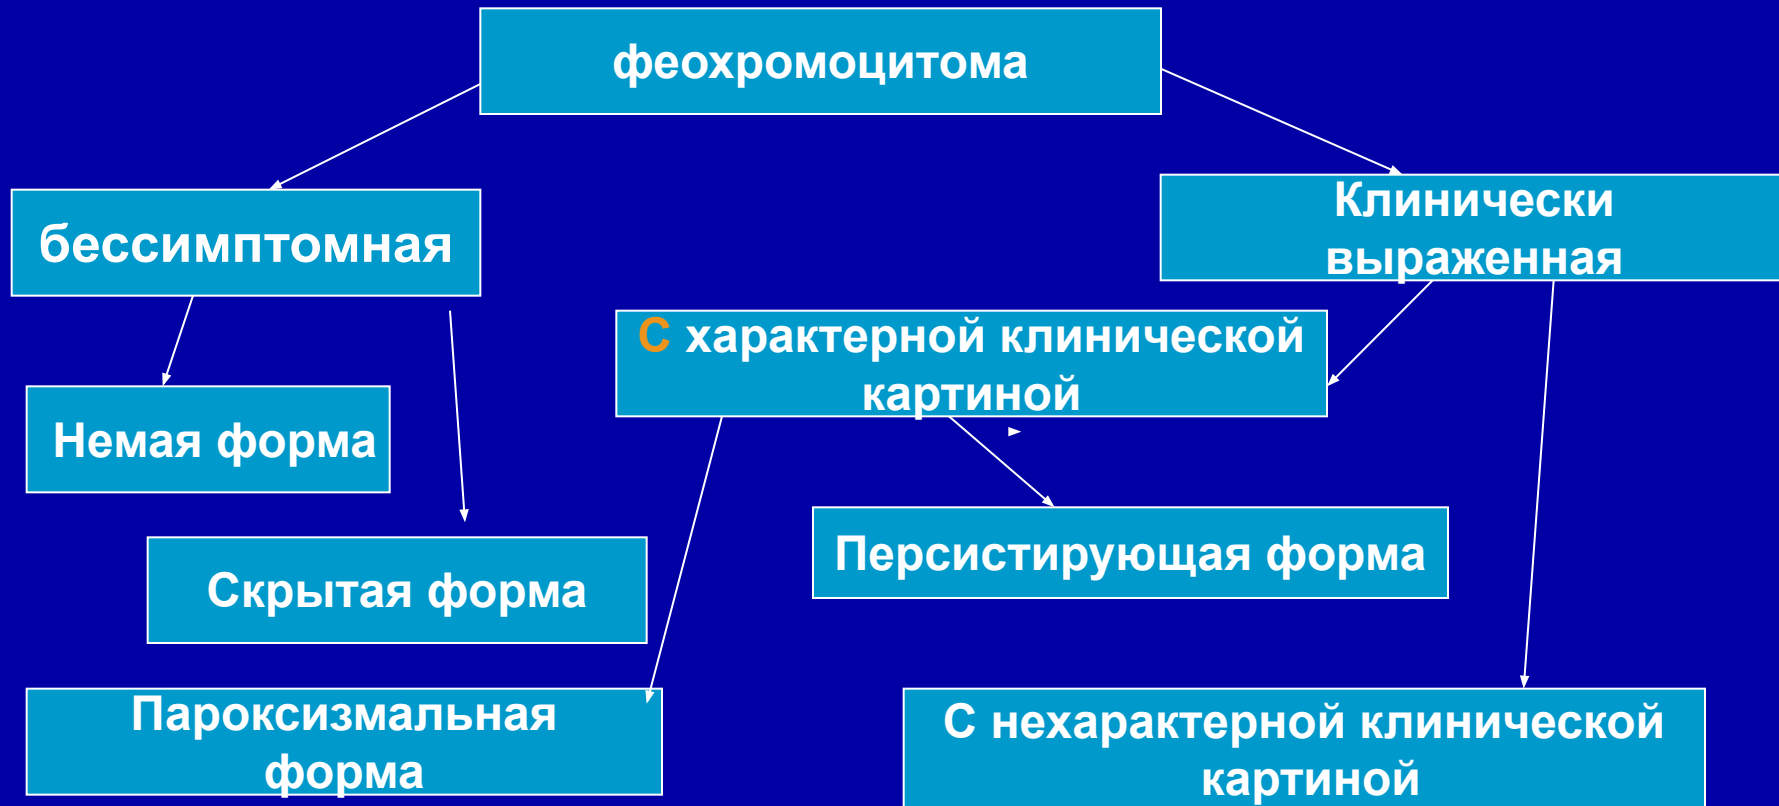 феохромоцитома
бессимптомная
Клинически
выраженная
С характерной клинической
картиной
Немая форма
Персистирующая форма
Скрытая форма
Пароксизмальная
форма
С нехарактерной клинической
картиной